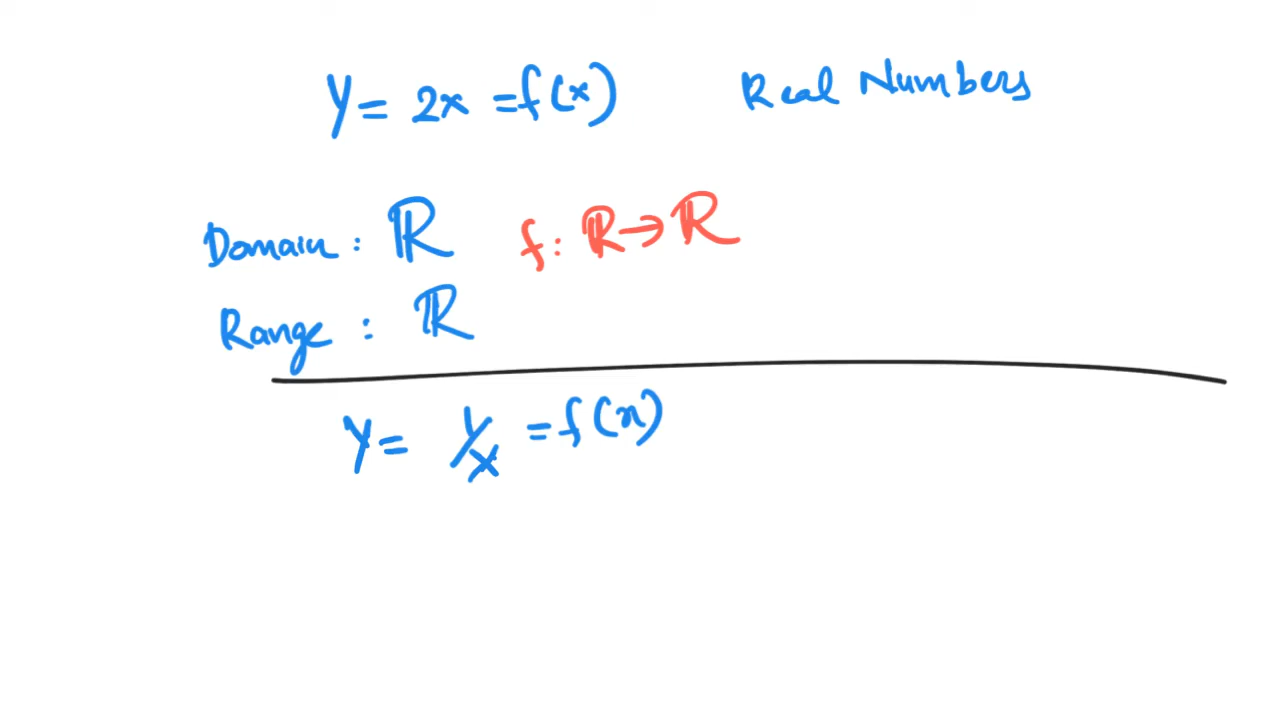 y = 2x = f(x) Real Numbers
Domain : ℝ f: ℝ→ℝ
Range : ℝ
y = 1/x = f(x)